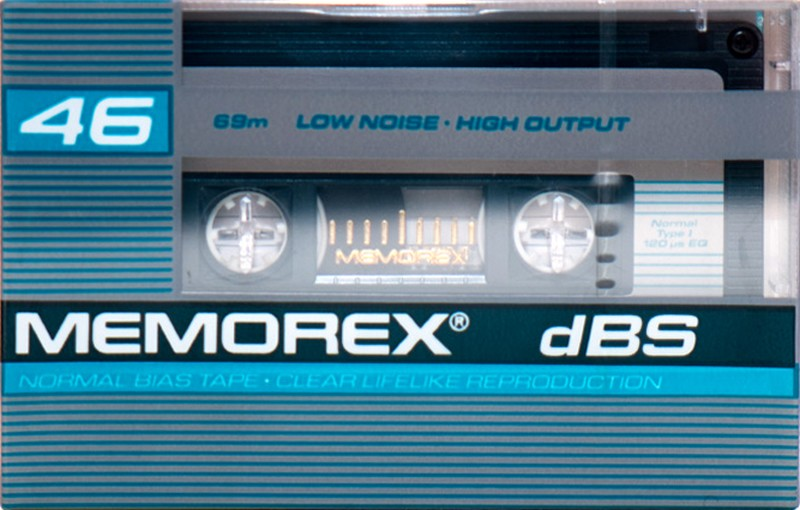 46
69m LOW NOISE · HIGH OUTPUT
Normal
Type I
120 µs EQ
MEMOREX
MEMOREX® dBS
NORMAL BIAS TAPE · CLEAR LIFELIKE REPRODUCTION